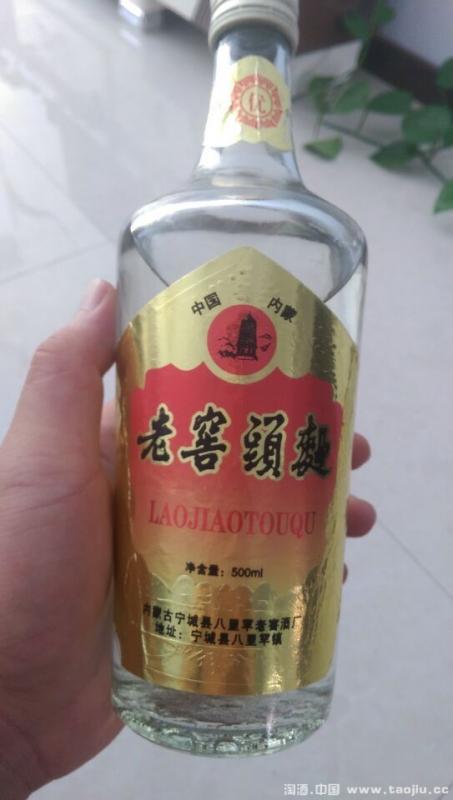 优
中国 内蒙
老窖頭麯
LAOJIAOTOUQU
净含量：500ml
内蒙古宁城县八里罕老窖酒厂
地址：宁城县八里罕镇
淘酒.中国 www.taojiu.cc